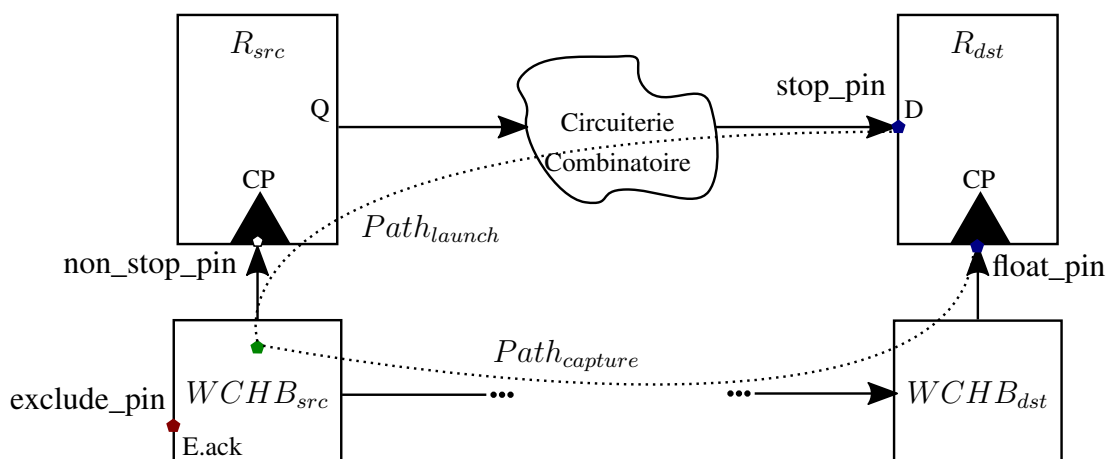 R_src
R_dst
stop_pin
Q
D
Circuiterie
Combinatoire
CP
CP
Path_launch
non_stop_pin
float_pin
Path_capture
exclude_pin
WCHB_src
•••
•••
WCHB_dst
E.ack